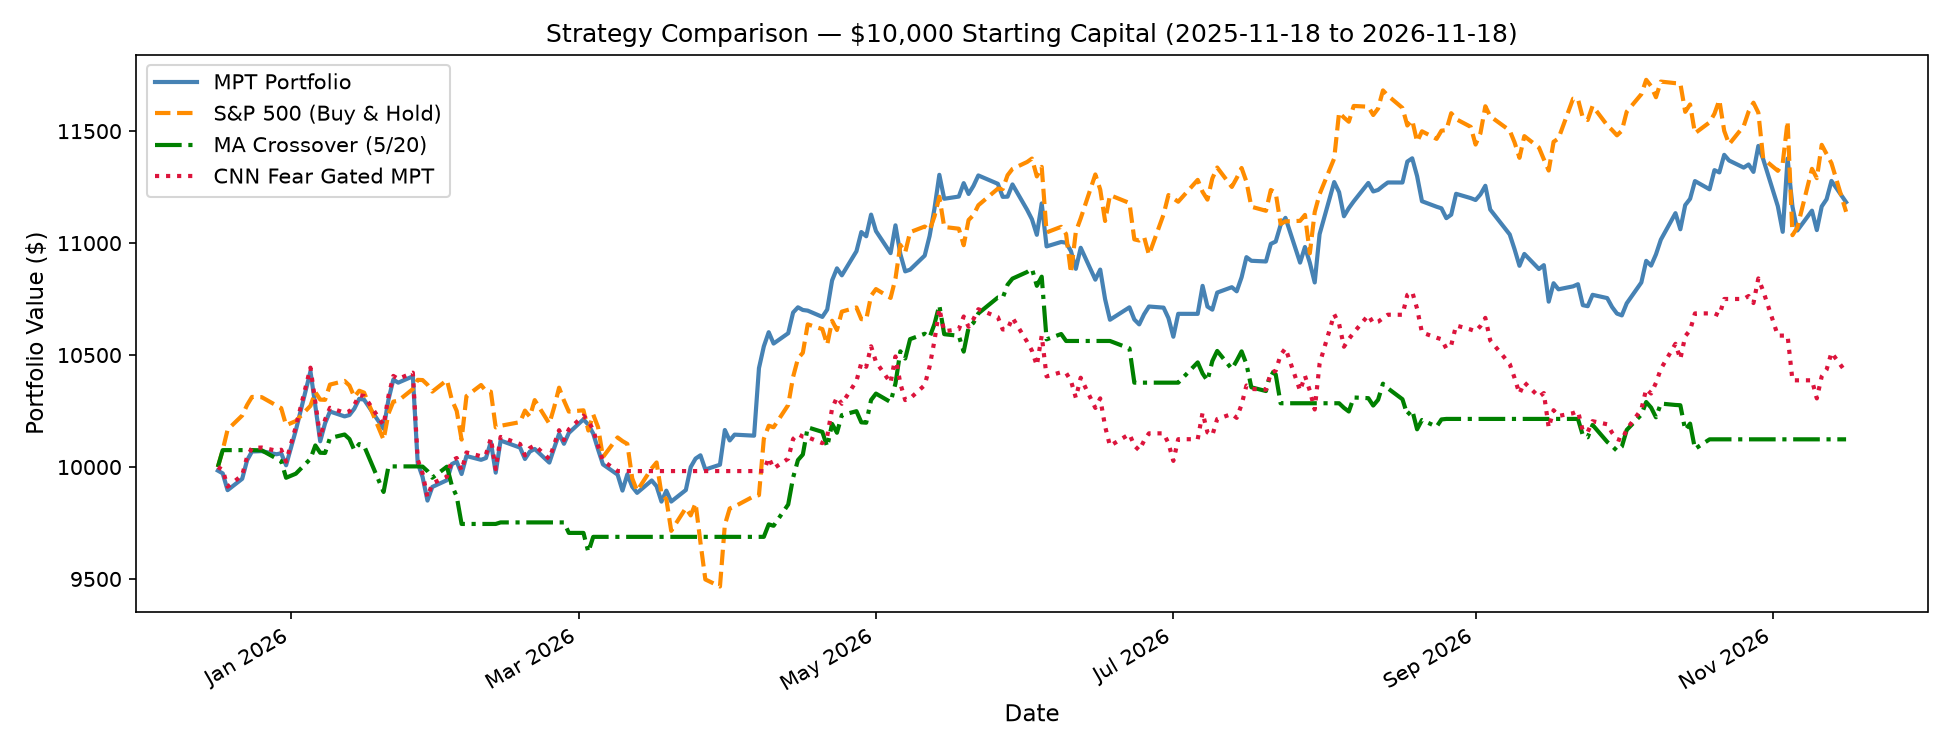 Strategy Comparison — $10,000 Starting Capital (2025-11-18 to 2026-11-18)
MPT Portfolio
S&P 500 (Buy & Hold)
MA Crossover (5/20)
CNN Fear Gated MPT
Portfolio Value ($)
11500
11000
10500
10000
9500
Jan 2026
Mar 2026
May 2026
Jul 2026
Sep 2026
Nov 2026
Date